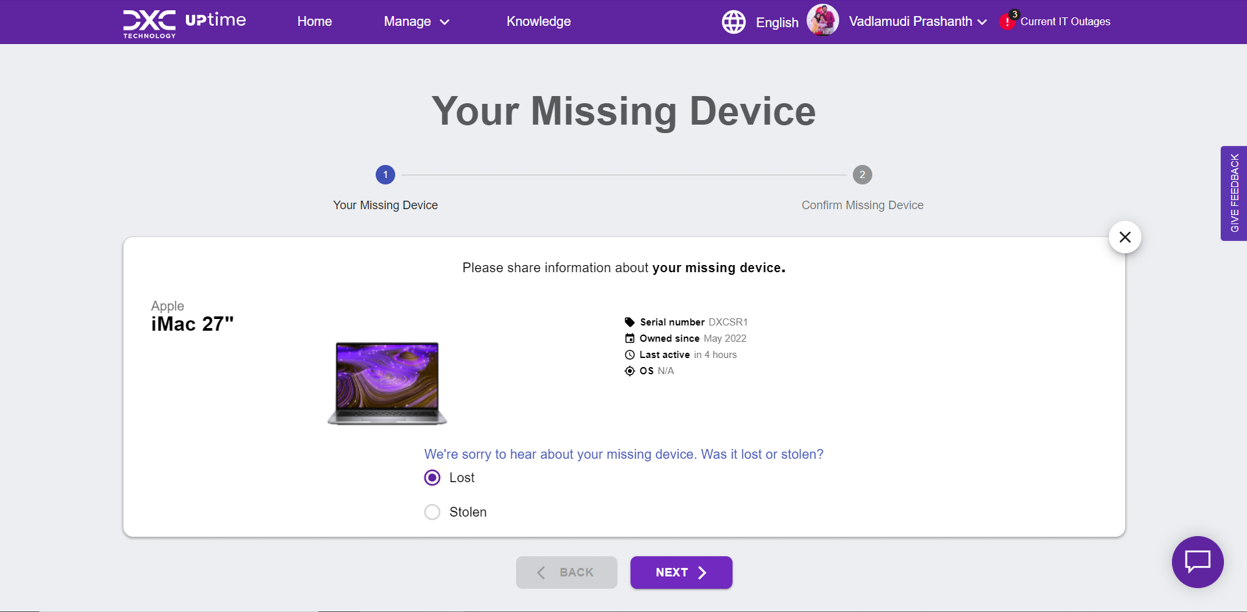 DXC TECHNOLOGY UPtime Home Manage Knowledge English Vadlamudi Prashanth ! 3 Current IT Outages
Your Missing Device
1 2
Your Missing Device Confirm Missing Device
GIVE FEEDBACK
Please share information about your missing device.
Apple
iMac 27"
Serial number DXCSR1
Owned since May 2022
Last active in 4 hours
OS N/A
We're sorry to hear about your missing device. Was it lost or stolen?
Lost
Stolen
BACK NEXT